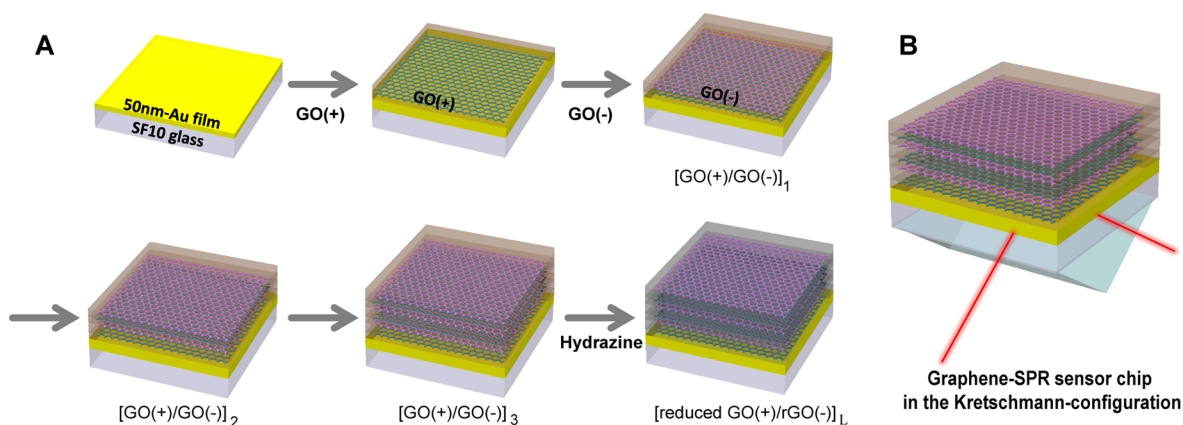 A
50nm-Au film
SF10 glass
GO(+)
GO(+)
GO(-)
GO(-)
[GO(+)/GO(-)]1
[GO(+)/GO(-)]2
[GO(+)/GO(-)]3
Hydrazine
[reduced GO(+)/rGO(-)]L
B
Graphene-SPR sensor chip
in the Kretschmann-configuration